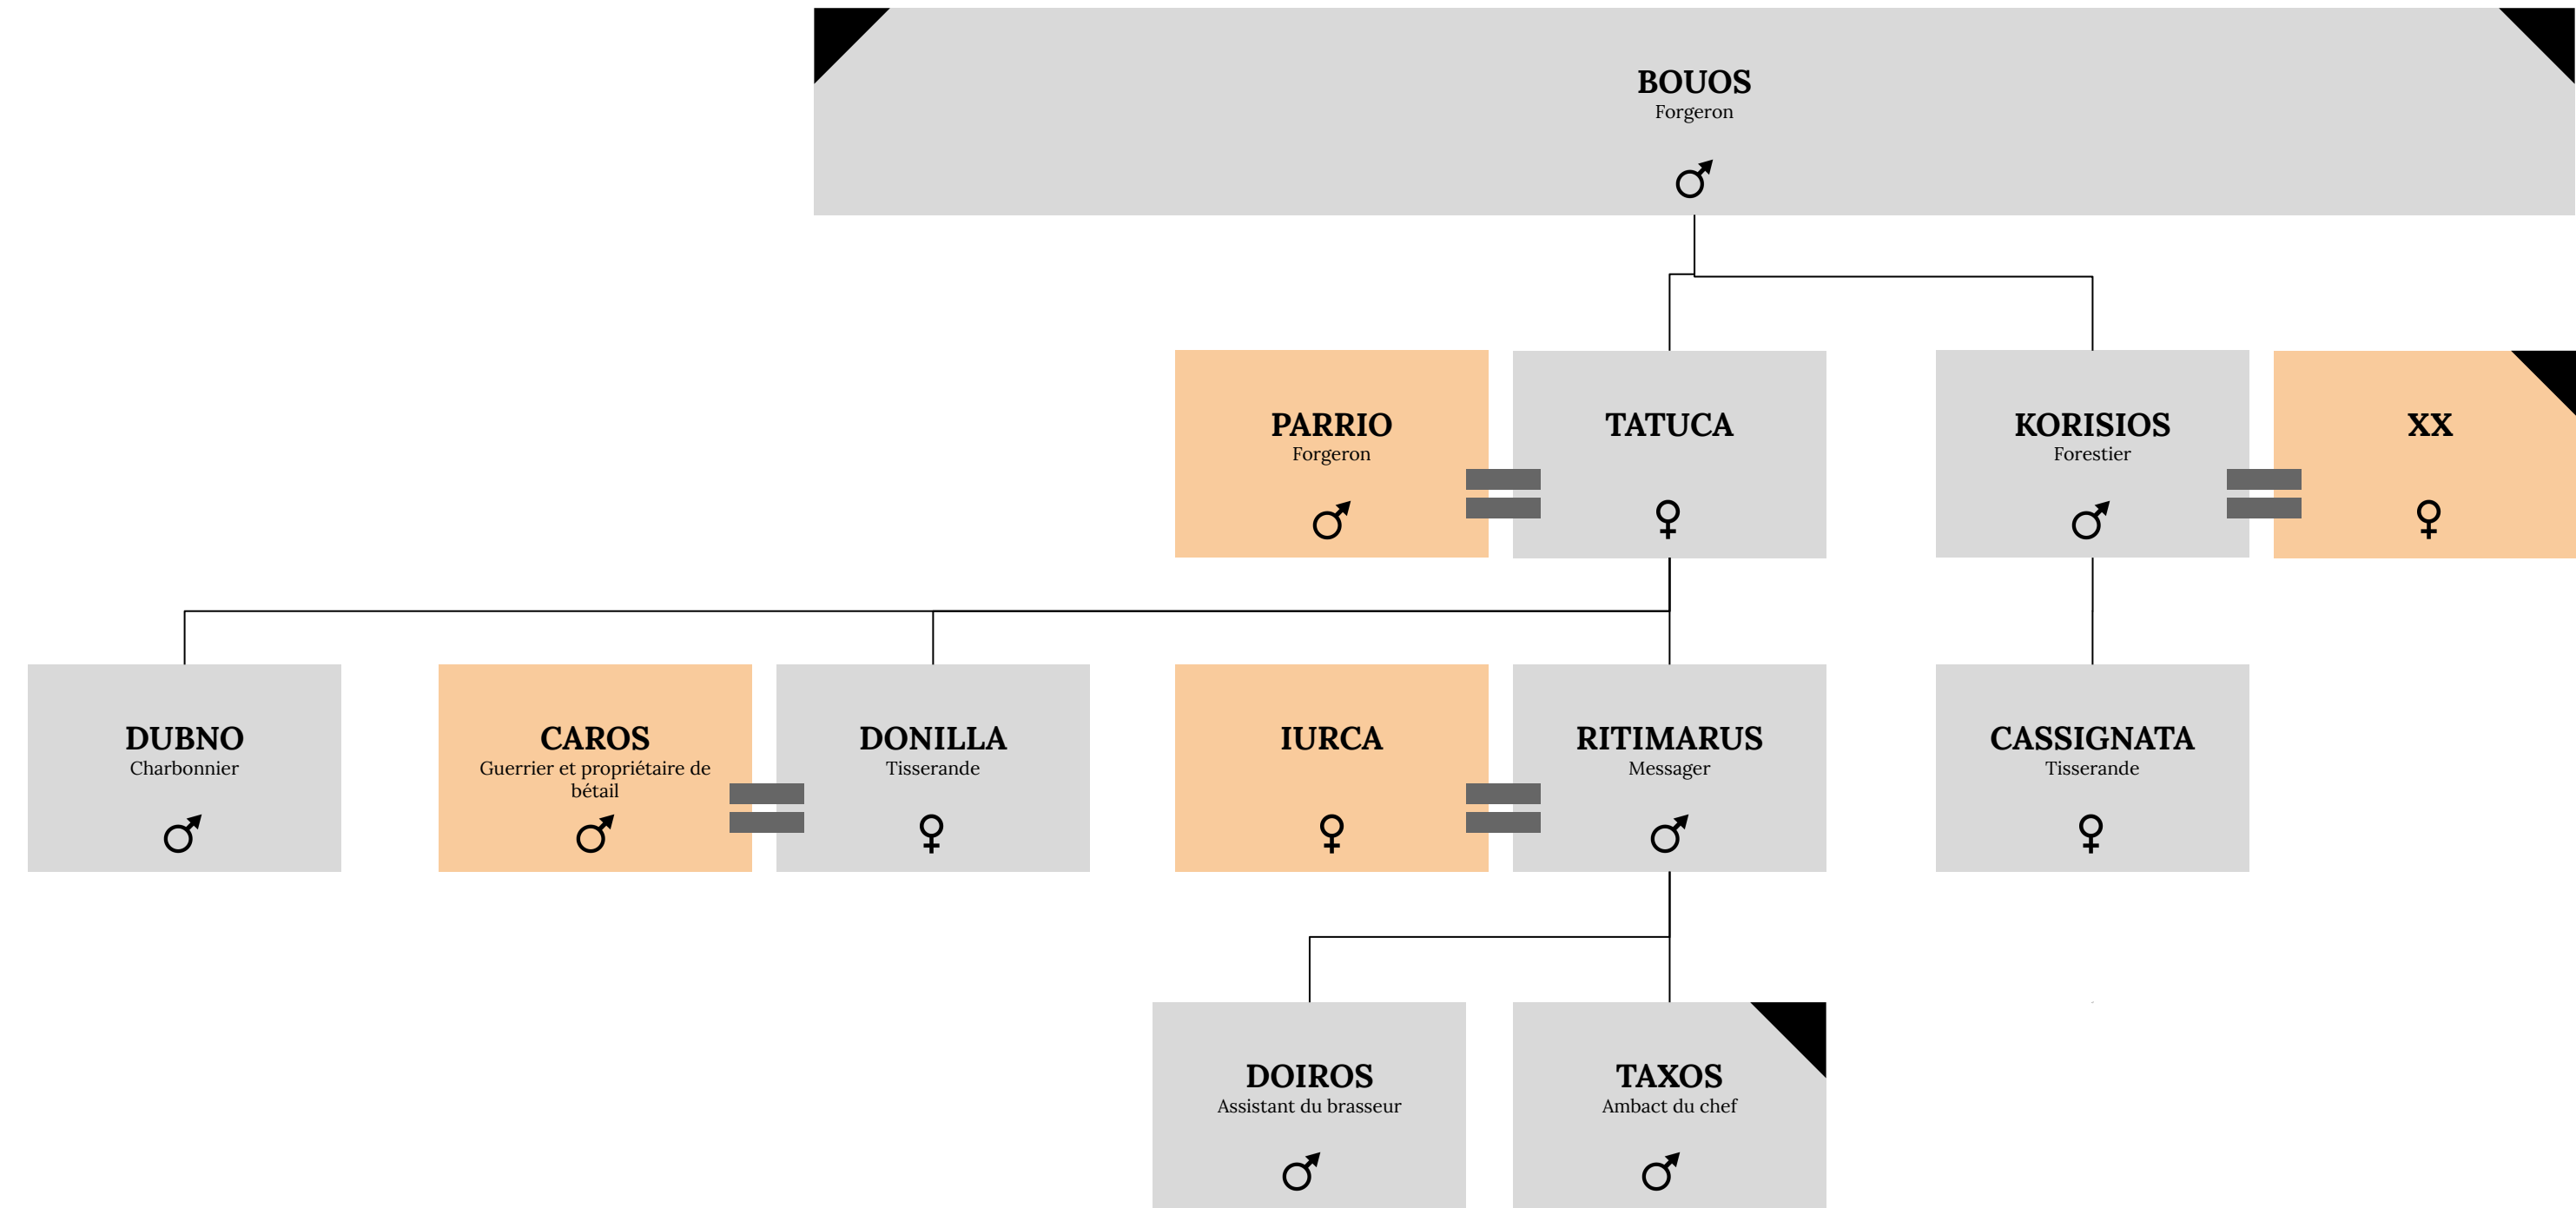 BOUOS
Forgeron
PARRIO
Forgeron
TATUCA
KORISIOS
Forestier
XX
DUBNO
Charbonnier
CAROS
Guerrier et propriétaire de
bétail
DONILLA
Tisserande
IURCA
RITIMARUS
Messager
CASSIGNATA
Tisserande
DOIROS
Assistant du brasseur
TAXOS
Ambact du chef